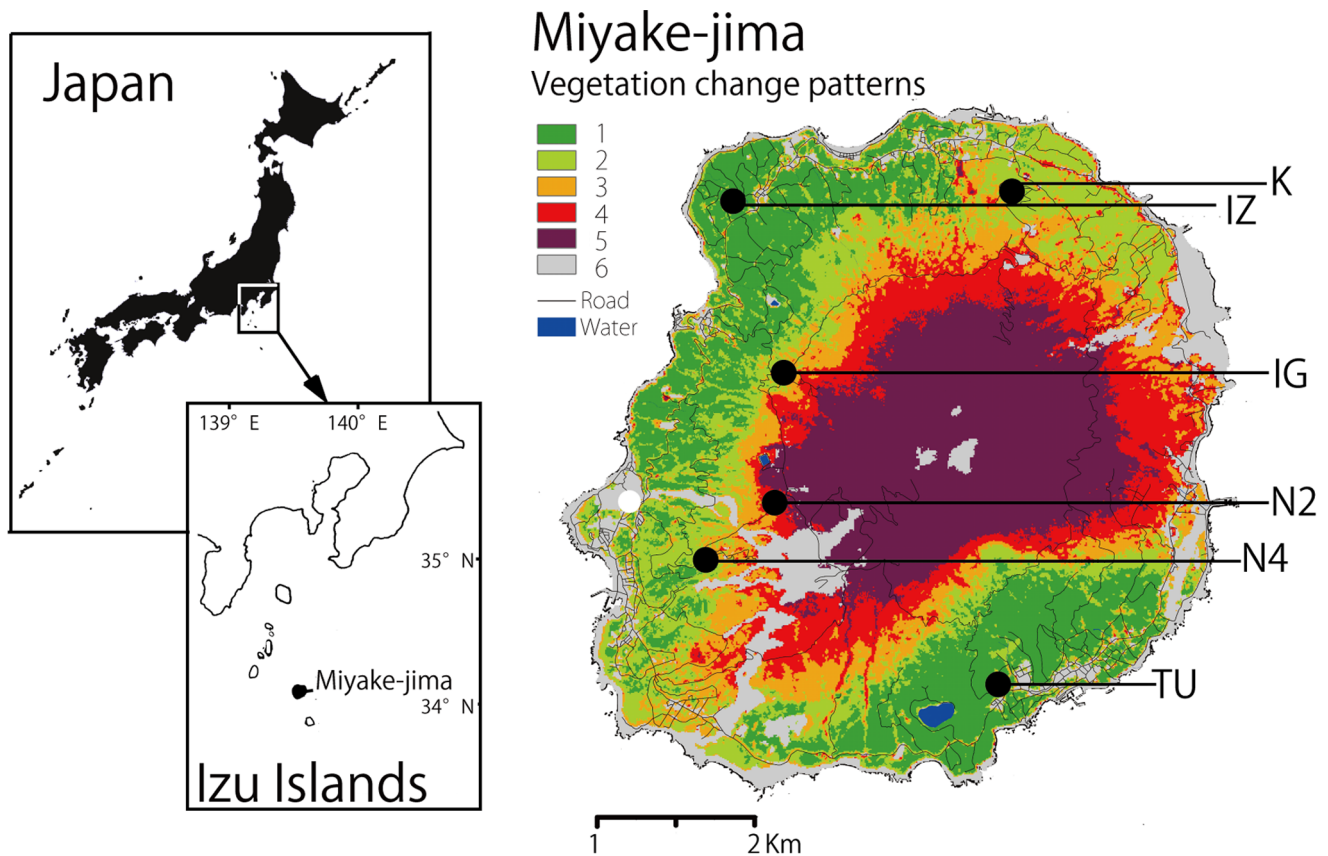 Japan
139° E
140° E
35° N
Miyake-jima
34° N
Izu Islands
Miyake-jima
Vegetation change patterns
1
2
3
4
5
6
Road
Water
K
IZ
IG
N2
N4
TU
1
2 Km